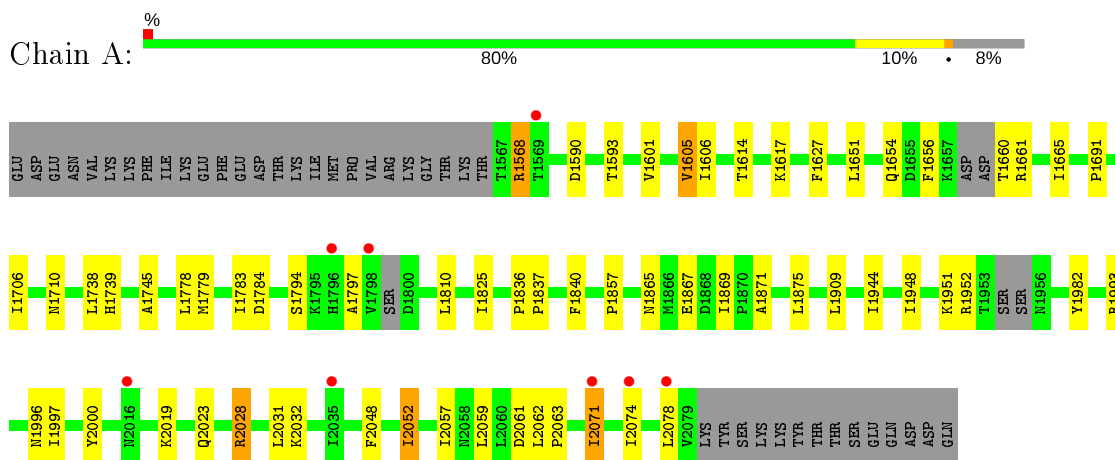 %
Chain A:
80% 10% • 8%
GLU ASP GLU ASN VAL LYS LYS PHE ILE LYS GLU PHE GLU ASP THR LYS ILE MET PRO VAL ARG LYS GLY THR LYS THR T1567 R1568 T1569 D1590 T1593 V1601 V1605 I1606 T1614 K1617 F1627 L1651 Q1654 D1655 F1656 K1657 ASP ASP T1660 R1661 I1665 P1691
I1706 N1710 L1738 H1739 A1745 L1778 M1779 I1783 D1784 S1794 K1795 H1796 A1797 V1798 SER D1800 L1810 I1825 P1836 P1837 F1840 P1857 N1865 M1866 E1867 D1868 I1869 P1870 A1871 L1875 L1909 I1944 I1948 K1951 R1952 T1953 SER SER N1956 Y1982 R1993
N1996 I1997 Y2000 N2016 K2019 Q2023 R2028 L2031 K2032 I2035 F2048 I2052 I2057 N2058 L2059 L2060 D2061 L2062 P2063 I2071 I2074 L2078 V2079 LYS TYR SER LYS LYS TYR THR THR SER GLU GLN ASP ASP GLN